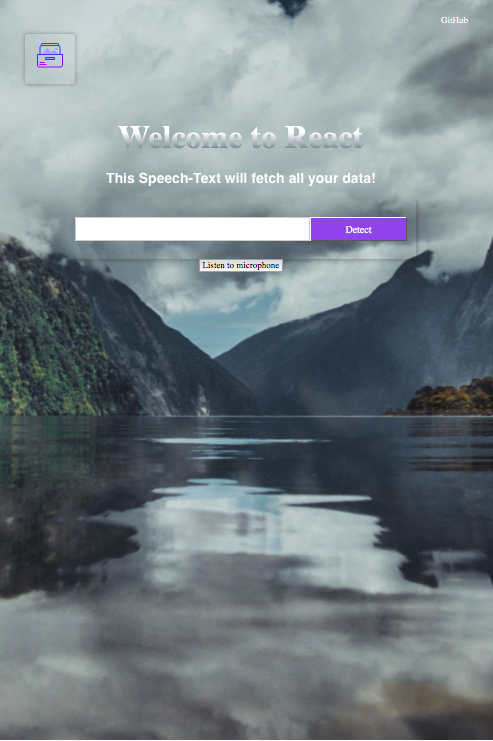 GitHub
Welcome to React
This Speech-Text will fetch all your data!
Detect
Listen to microphone